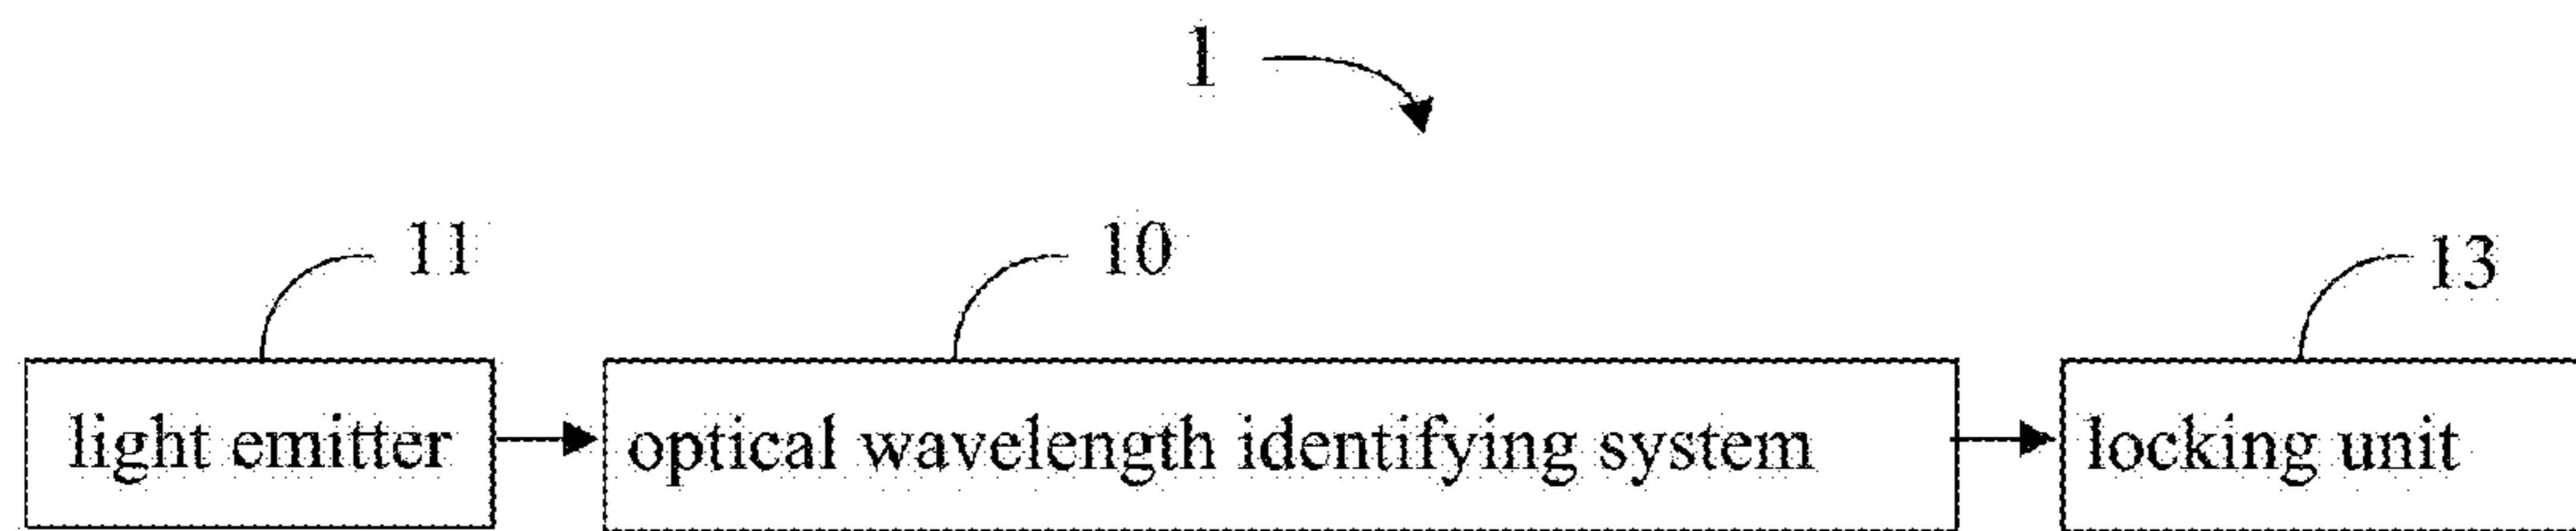 1
11
10
13
light emitter
optical wavelength identifying system
locking unit